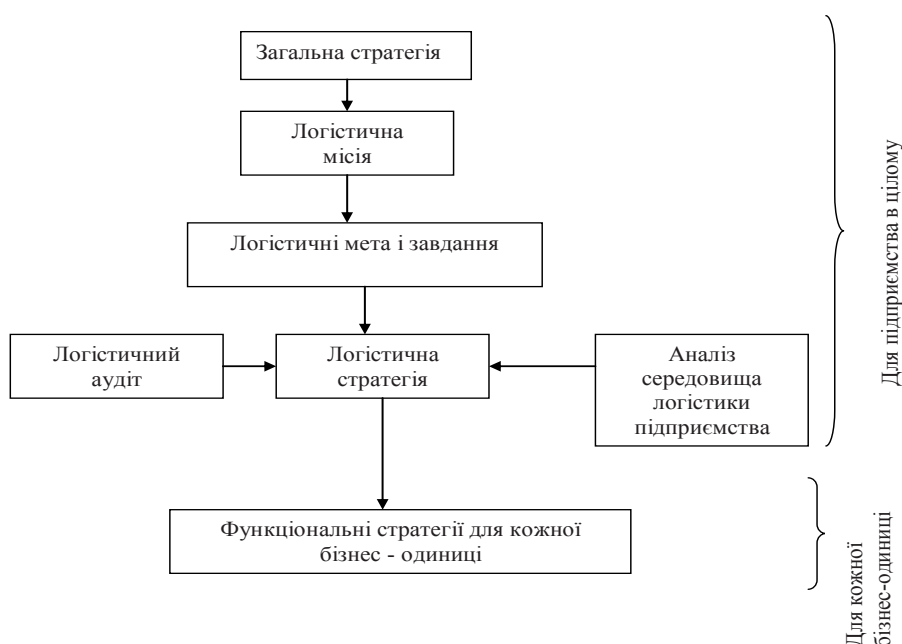 Загальна стратегія
Логістична
місія
Логістичні мета і завдання
Логістичний
аудіт
Логістична
стратегія
Аналіз
середовища
логістики
підприємства
Функціональні стратегії для кожної
бізнес - одиниці
Для підприємства в цілому
Для кожної
бізнес-одиниці